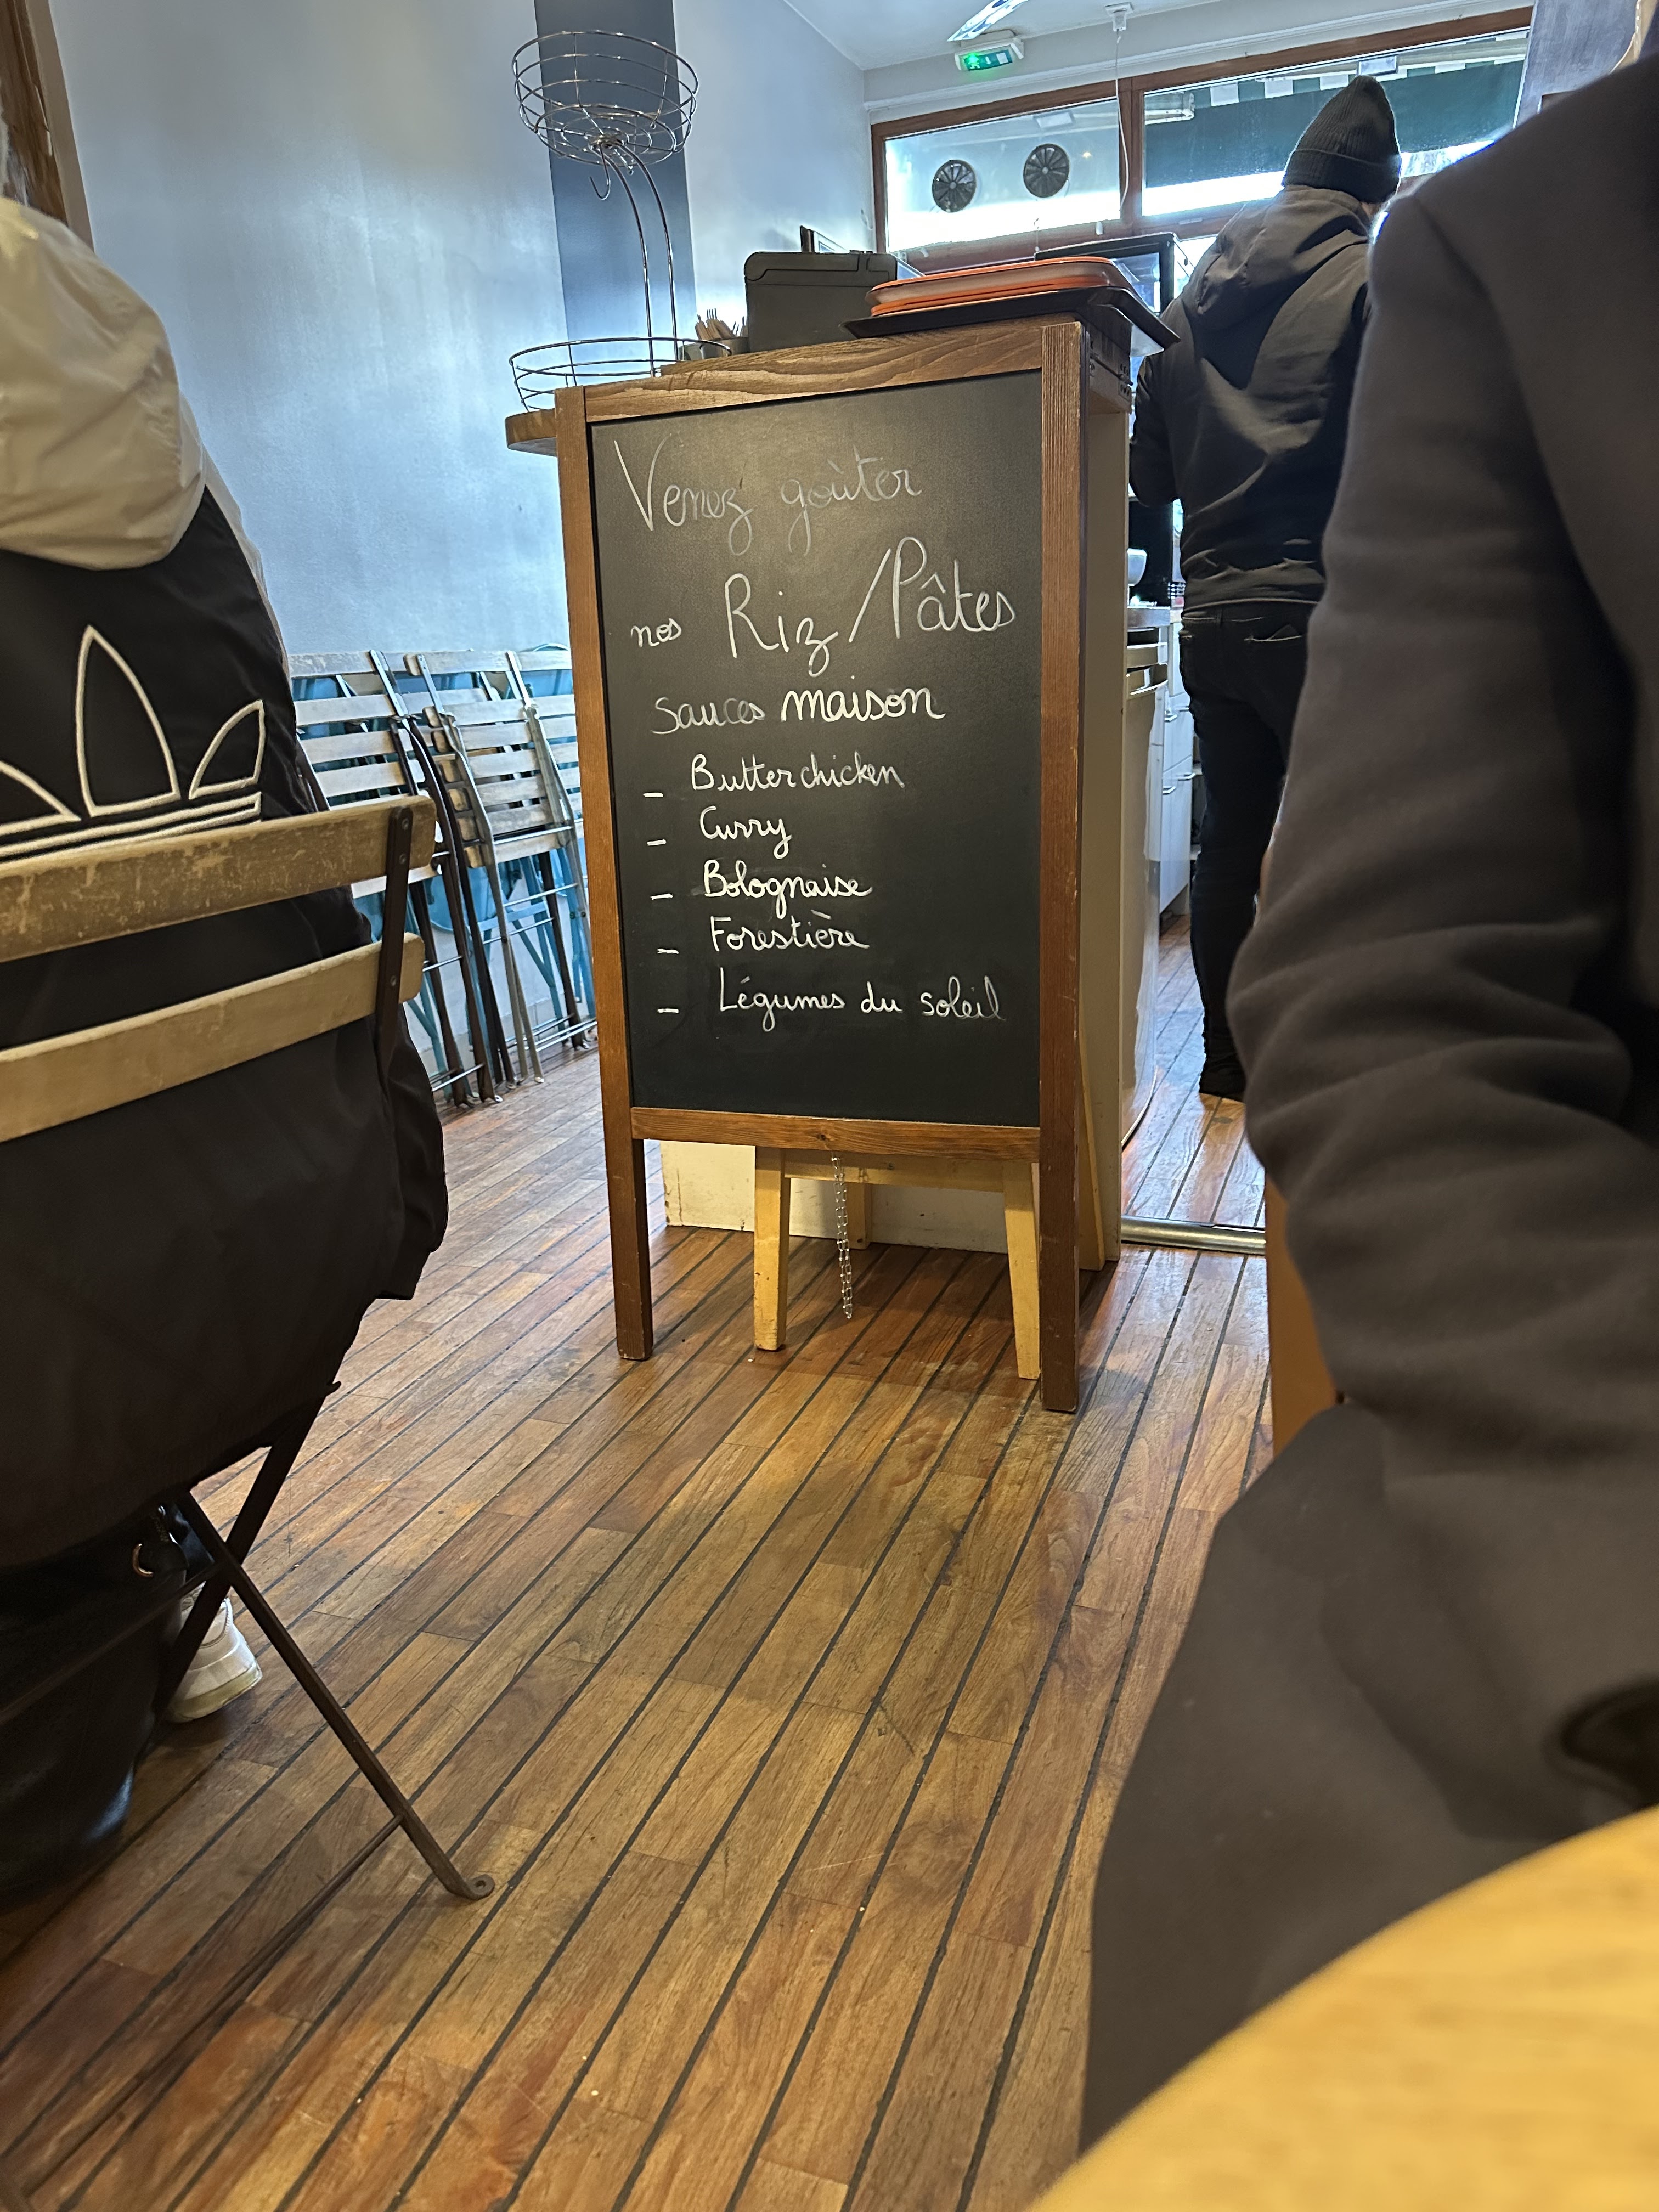 Venez goûter
nos Riz/Pâtes
sauces maison
_ Butter chicken
_ Curry
_ Bolognaise
_ Forestière
_ Légumes du soleil